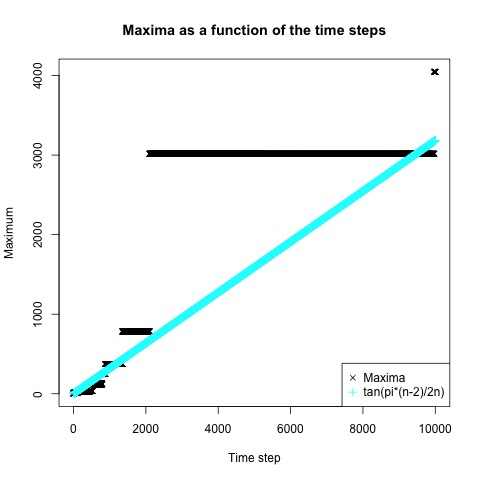 Maxima as a function of the time steps
Maximum
4000
3000
2000
1000
0
0 2000 4000 6000 8000 10000
Time step
Maxima
tan(pi*(n-2)/2n)